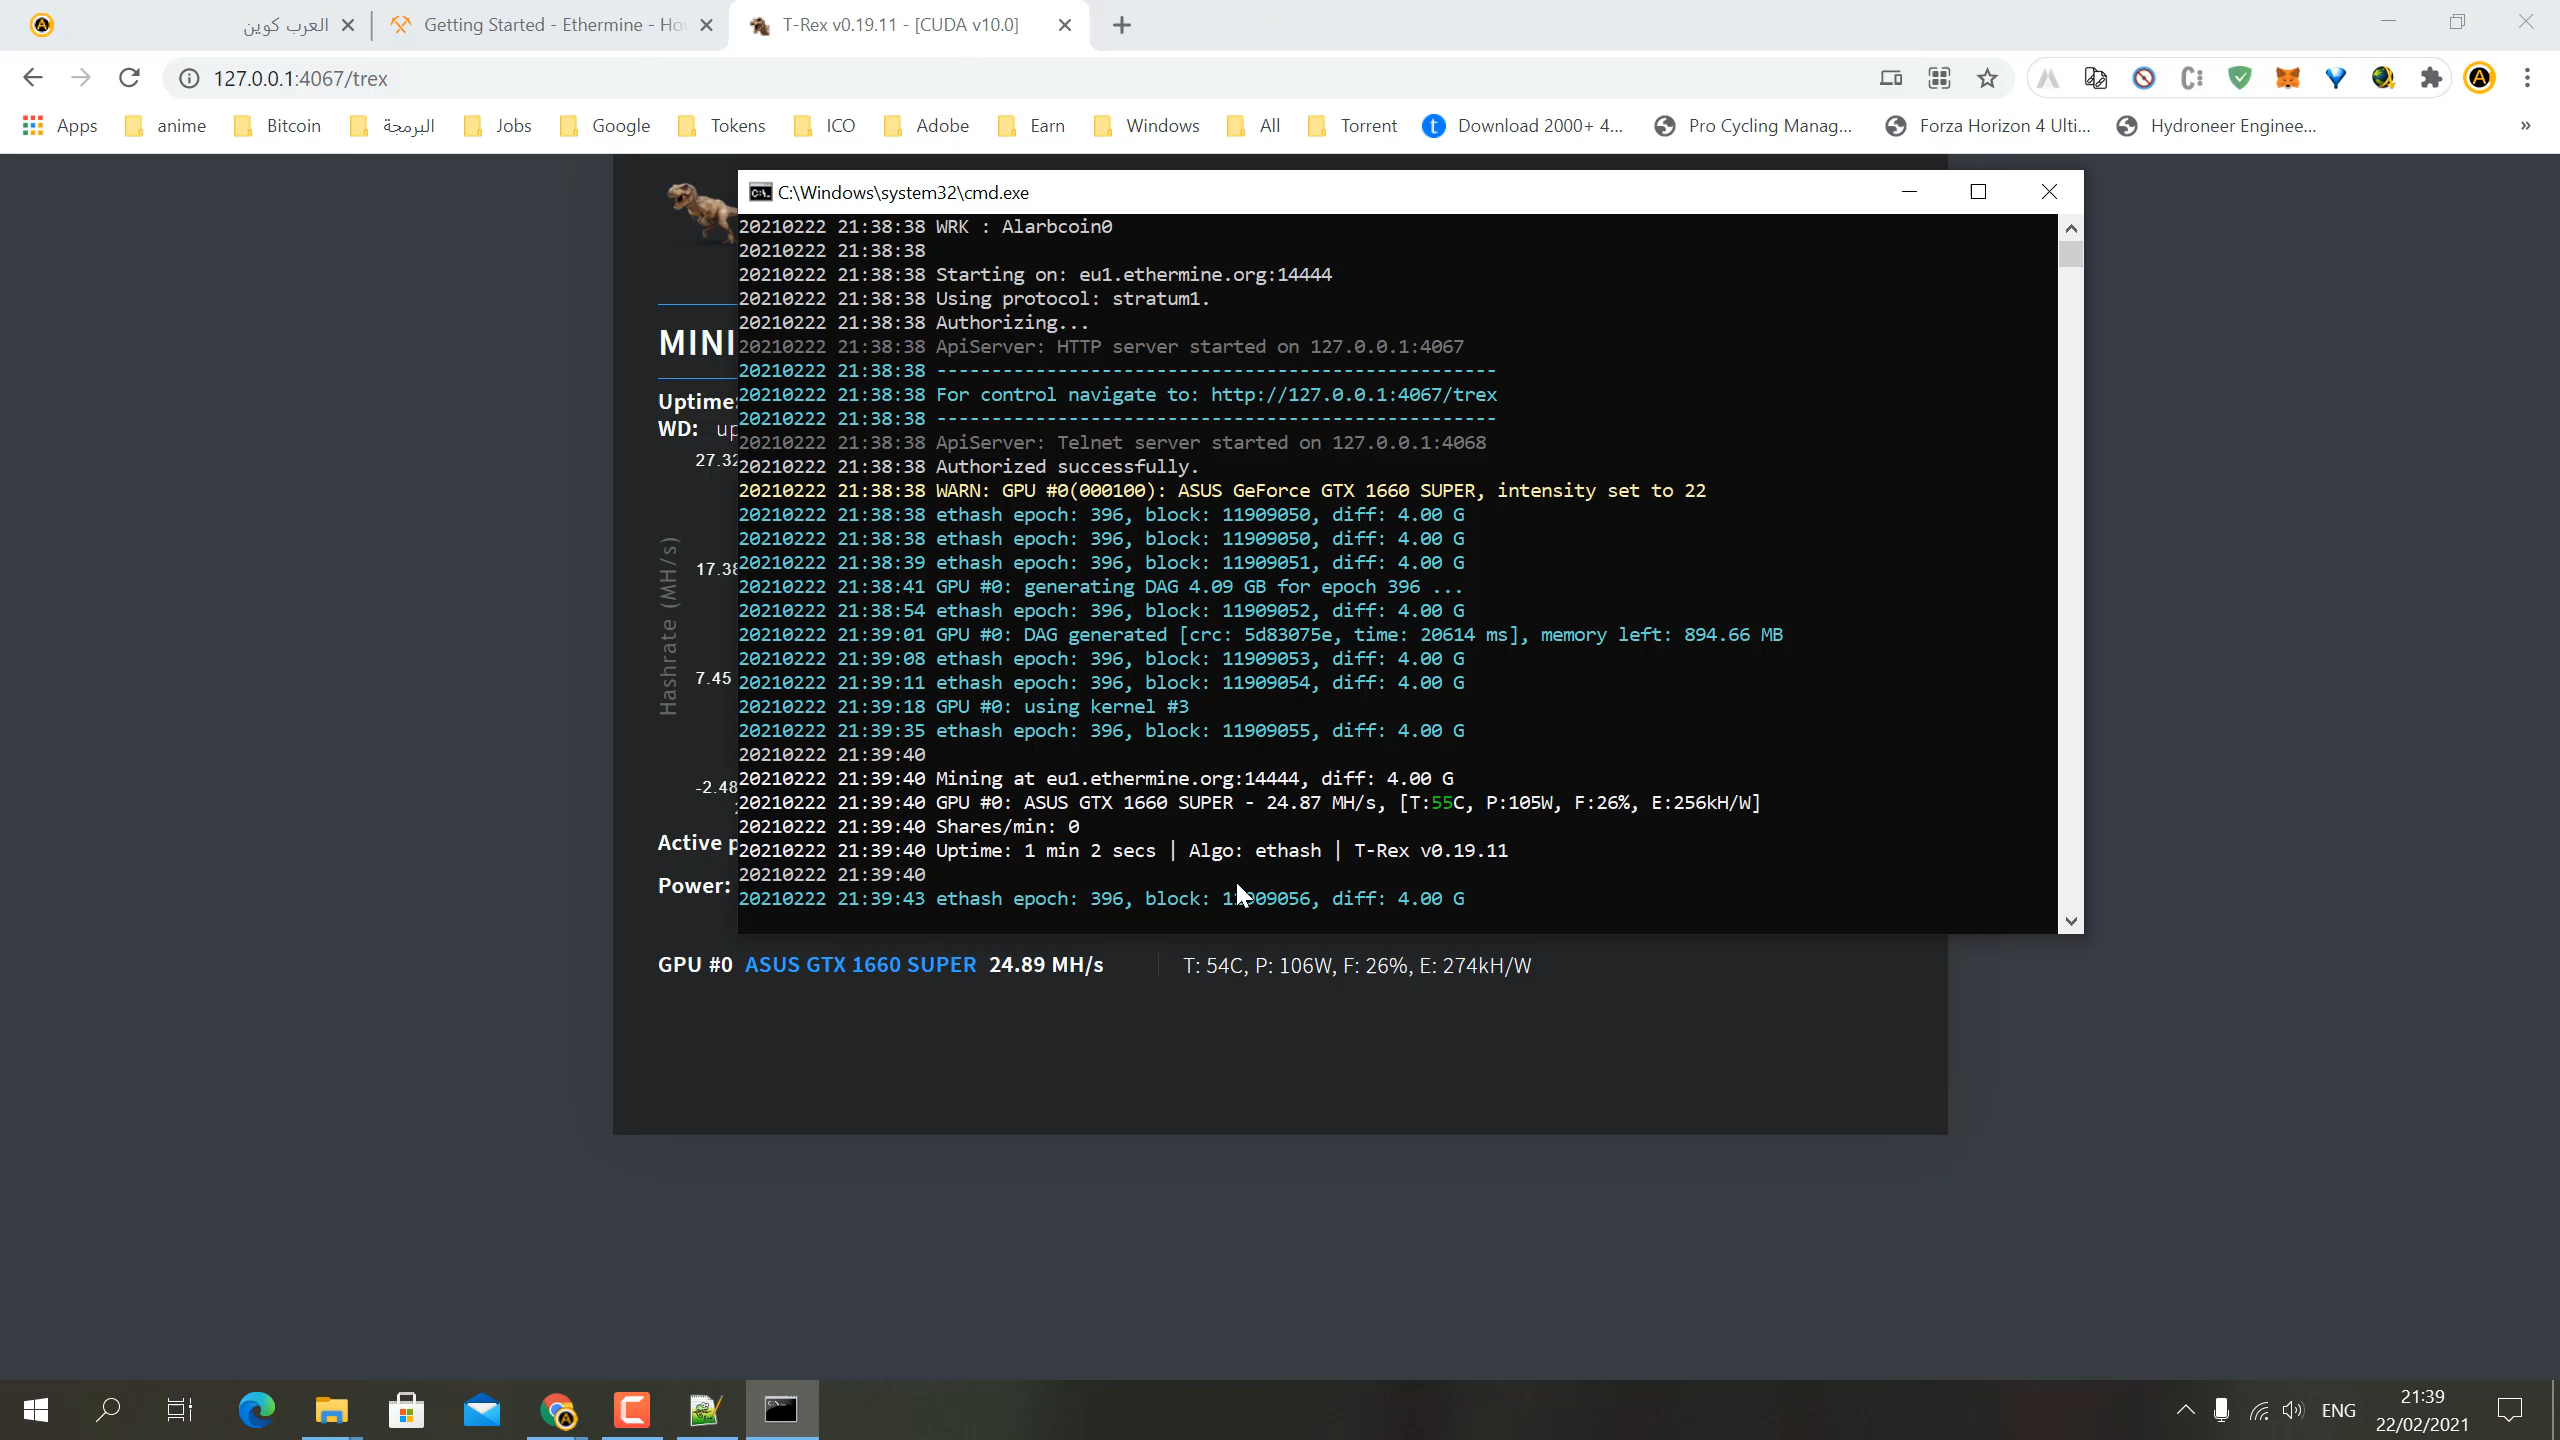 العرب كوين
Getting Started - Ethermine - Ho
T-Rex v0.19.11 - [CUDA v10.0]
127.0.0.1:4067/trex
Apps
anime
Bitcoin
البرمجة
Jobs
Google
Tokens
ICO
Adobe
Earn
Windows
All
Torrent
Download 2000+ 4...
Pro Cycling Manag...
Forza Horizon 4 Ulti...
Hydroneer Enginee...
»
C:\Windows\system32\cmd.exe
20210222 21:38:38 WRK : Alarbcoin0
20210222 21:38:38
20210222 21:38:38 Starting on: eu1.ethermine.org:14444
20210222 21:38:38 Using protocol: stratum1.
20210222 21:38:38 Authorizing...
20210222 21:38:38 ApiServer: HTTP server started on 127.0.0.1:4067
20210222 21:38:38 ---------------------------------------------------
20210222 21:38:38 For control navigate to: http://127.0.0.1:4067/trex
20210222 21:38:38 ---------------------------------------------------
20210222 21:38:38 ApiServer: Telnet server started on 127.0.0.1:4068
20210222 21:38:38 Authorized successfully.
20210222 21:38:38 WARN: GPU #0(000100): ASUS GeForce GTX 1660 SUPER, intensity set to 22
20210222 21:38:38 ethash epoch: 396, block: 11909050, diff: 4.00 G
20210222 21:38:38 ethash epoch: 396, block: 11909050, diff: 4.00 G
20210222 21:38:39 ethash epoch: 396, block: 11909051, diff: 4.00 G
20210222 21:38:41 GPU #0: generating DAG 4.09 GB for epoch 396 ...
20210222 21:38:54 ethash epoch: 396, block: 11909052, diff: 4.00 G
20210222 21:39:01 GPU #0: DAG generated [crc: 5d83075e, time: 20614 ms], memory left: 894.66 MB
20210222 21:39:08 ethash epoch: 396, block: 11909053, diff: 4.00 G
20210222 21:39:11 ethash epoch: 396, block: 11909054, diff: 4.00 G
20210222 21:39:18 GPU #0: using kernel #3
20210222 21:39:35 ethash epoch: 396, block: 11909055, diff: 4.00 G
20210222 21:39:40
20210222 21:39:40 Mining at eu1.ethermine.org:14444, diff: 4.00 G
20210222 21:39:40 GPU #0: ASUS GTX 1660 SUPER - 24.87 MH/s, [T:55C, P:105W, F:26%, E:256kH/W]
20210222 21:39:40 Shares/min: 0
20210222 21:39:40 Uptime: 1 min 2 secs | Algo: ethash | T-Rex v0.19.11
20210222 21:39:40
20210222 21:39:43 ethash epoch: 396, block: 11909056, diff: 4.00 G
MINI
Uptime:
WD: up
27.32
17.38
7.45
-2.48
Hashrate (MH/s)
Active p
Power:
GPU #0 ASUS GTX 1660 SUPER 24.89 MH/s
T: 54C, P: 106W, F: 26%, E: 274kH/W
ENG
21:39
22/02/2021